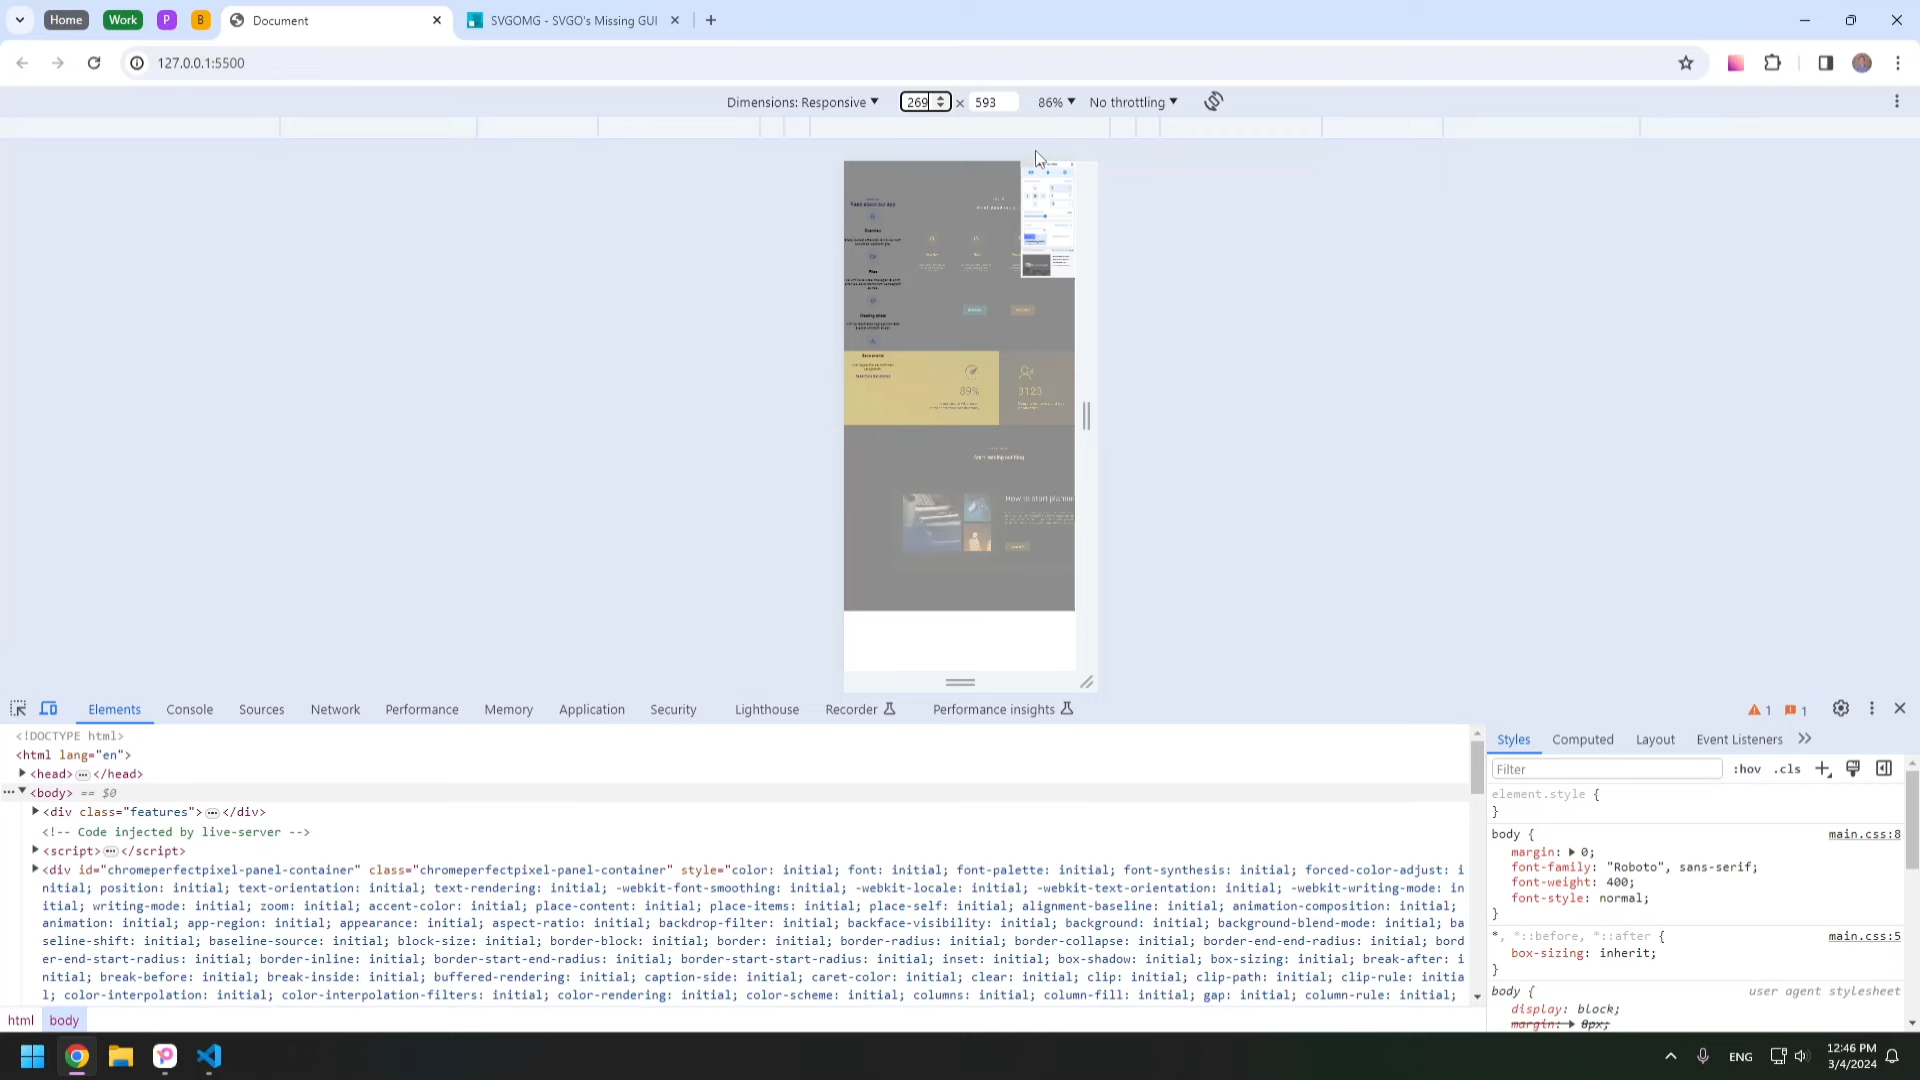 Home Work P B Document SVGOMG - SVGO's Missing GUI
127.0.0.1:5500
Dimensions: Responsive 269 × 593 86% No throttling
89%
3123
How to start plannin
Elements Console Sources Network Performance Memory Application Security Lighthouse Recorder Performance insights 1 1
<!DOCTYPE html>
<html lang="en">
<head> … </head>
<body> == $0
<div class="features"> … </div>
<!-- Code injected by live-server -->
<script> … </script>
<div id="chromeperfectpixel-panel-container" class="chromeperfectpixel-panel-container" style="color: initial; font: initial; font-palette: initial; font-synthesis: initial; forced-color-adjust: i
nitial; position: initial; text-orientation: initial; text-rendering: initial; -webkit-font-smoothing: initial; -webkit-locale: initial; -webkit-text-orientation: initial; -webkit-writing-mode: in
itial; writing-mode: initial; zoom: initial; accent-color: initial; place-content: initial; place-items: initial; place-self: initial; alignment-baseline: initial; animation-composition: initial;
animation: initial; app-region: initial; appearance: initial; aspect-ratio: initial; backdrop-filter: initial; backface-visibility: initial; background: initial; background-blend-mode: initial; ba
seline-shift: initial; baseline-source: initial; block-size: initial; border-block: initial; border: initial; border-radius: initial; border-collapse: initial; border-end-end-radius: initial; bord
er-end-start-radius: initial; border-inline: initial; border-start-end-radius: initial; border-start-start-radius: initial; inset: initial; box-shadow: initial; box-sizing: initial; break-after: i
nitial; break-before: initial; break-inside: initial; buffered-rendering: initial; caption-side: initial; caret-color: initial; clear: initial; clip: initial; clip-path: initial; clip-rule: initia
l; color-interpolation: initial; color-interpolation-filters: initial; color-rendering: initial; color-scheme: initial; columns: initial; column-fill: initial; gap: initial; column-rule: initial;
html body
Styles Computed Layout Event Listeners
Filter :hov .cls
element.style {
}
body { main.css:8
margin: 0;
font-family: "Roboto", sans-serif;
font-weight: 400;
font-style: normal;
}
*, *::before, *::after { main.css:5
box-sizing: inherit;
}
body { user agent stylesheet
display: block;
margin: 8px;
ENG
12:46 PM
3/4/2024